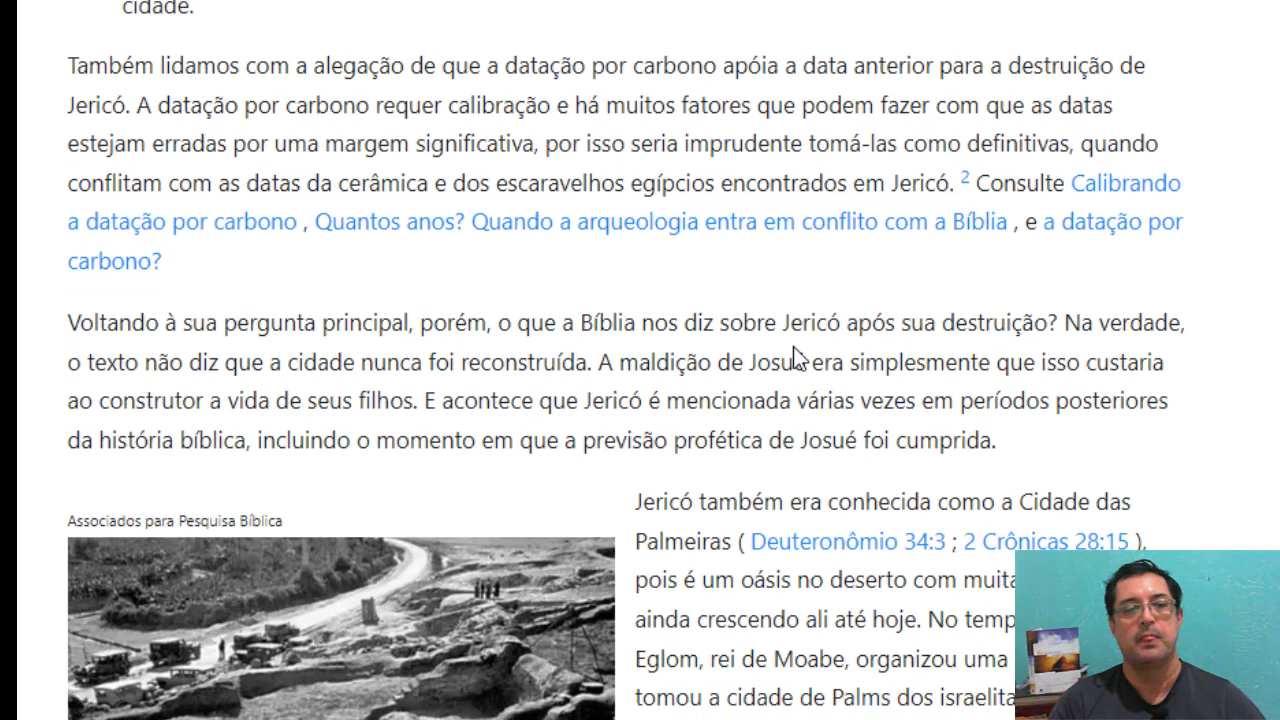 cidade.
Também lidamos com a alegação de que a datação por carbono apóia a data anterior para a destruição de
Jericó. A datação por carbono requer calibração e há muitos fatores que podem fazer com que as datas
estejam erradas por uma margem significativa, por isso seria imprudente tomá-las como definitivas, quando
conflitam com as datas da cerâmica e dos escaravelhos egípcios encontrados em Jericó. 2 Consulte Calibrando
a datação por carbono , Quantos anos? Quando a arqueologia entra em conflito com a Bíblia , e a datação por
carbono?
Voltando à sua pergunta principal, porém, o que a Bíblia nos diz sobre Jericó após sua destruição? Na verdade,
o texto não diz que a cidade nunca foi reconstruída. A maldição de Josué era simplesmente que isso custaria
ao construtor a vida de seus filhos. E acontece que Jericó é mencionada várias vezes em períodos posteriores
da história bíblica, incluindo o momento em que a previsão profética de Josué foi cumprida.
Associados para Pesquisa Bíblica
Jericó também era conhecida como a Cidade das
Palmeiras ( Deuteronômio 34:3 ; 2 Crônicas 28:15 ),
pois é um oásis no deserto com
ainda crescendo ali até hoje. No
Eglom, rei de Moabe, organizou uma
tomou a cidade de Palms dos